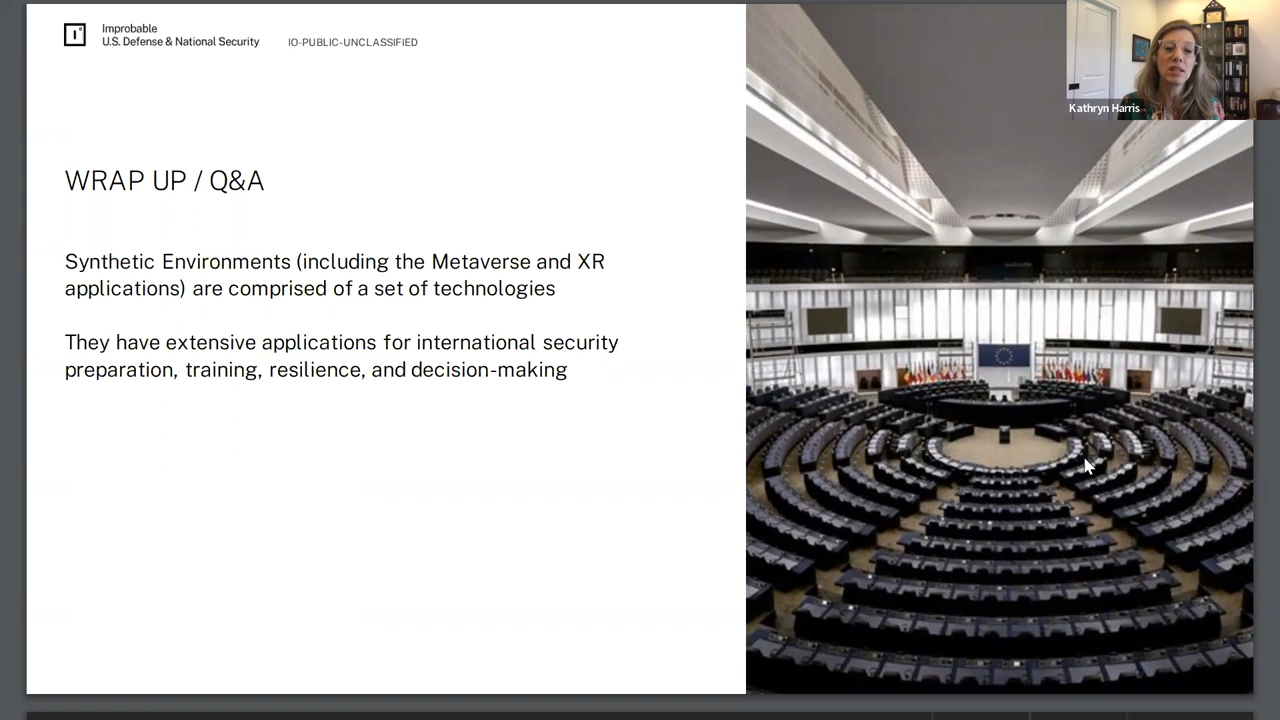 Improbable
U.S. Defense & National Security
IO-PUBLIC-UNCLASSIFIED
Kathryn Harris
WRAP UP / Q&A
Synthetic Environments (including the Metaverse and XR
applications) are comprised of a set of technologies
They have extensive applications for international security
preparation, training, resilience, and decision-making